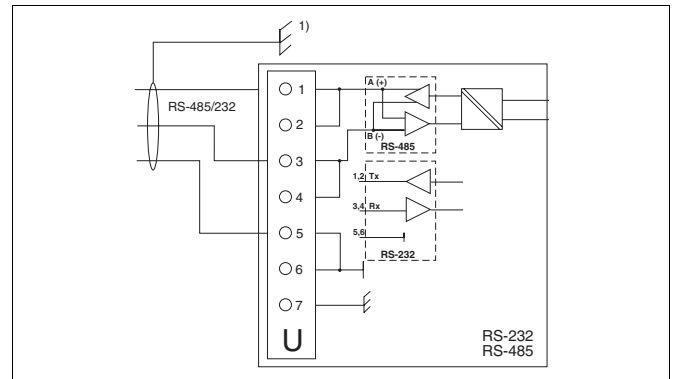 1)
RS-485/232
1
2
3
4
5
6
7
U
A (+)
B (-)
RS-485
1,2 Tx
3,4 Rx
5,6
RS-232
RS-232
RS-485